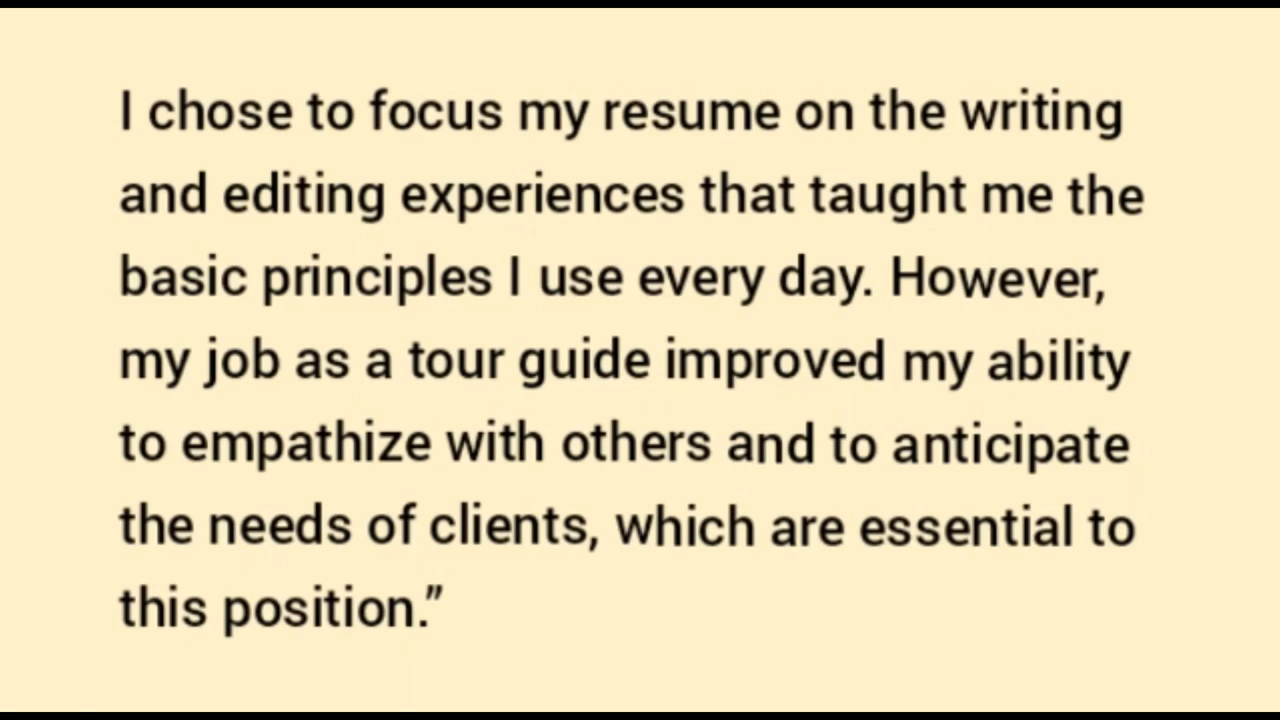 I chose to focus my resume on the writing
and editing experiences that taught me the
basic principles I use every day. However,
my job as a tour guide improved my ability
to empathize with others and to anticipate
the needs of clients, which are essential to
this position.”